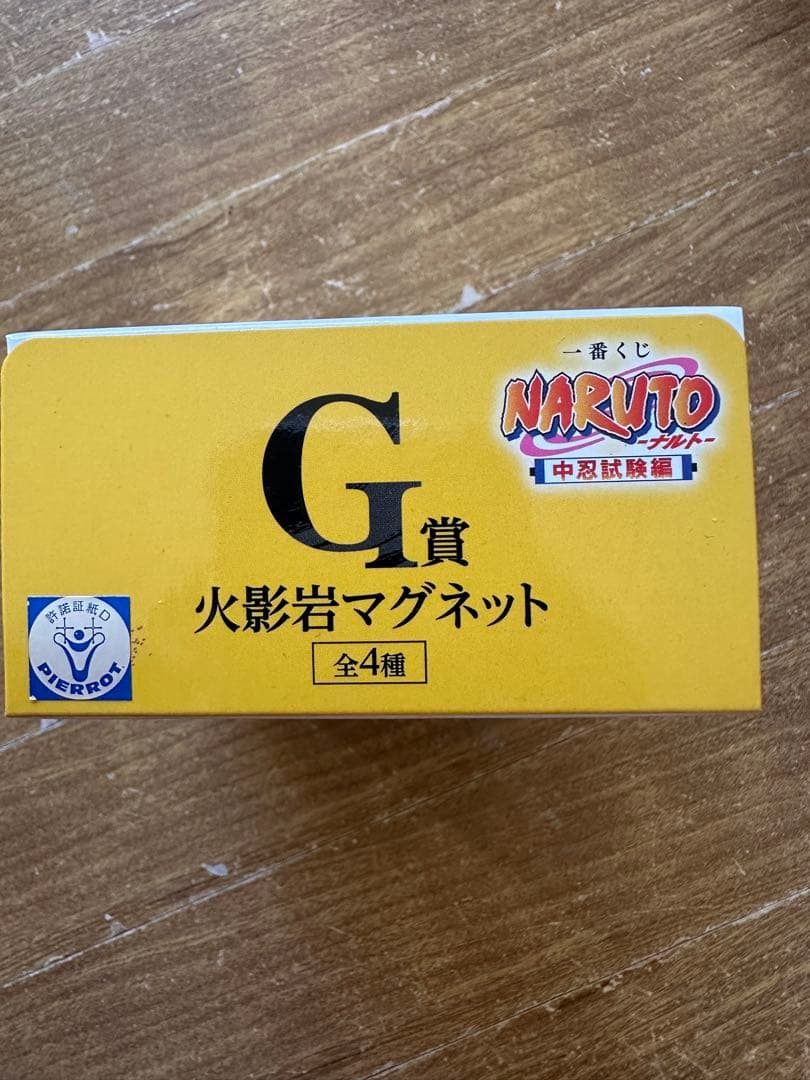 一番くじ
NARUTO
-ナルト-
中忍試験編
G賞
火影岩マグネット
全4種
許諾証紙D
PIERROT